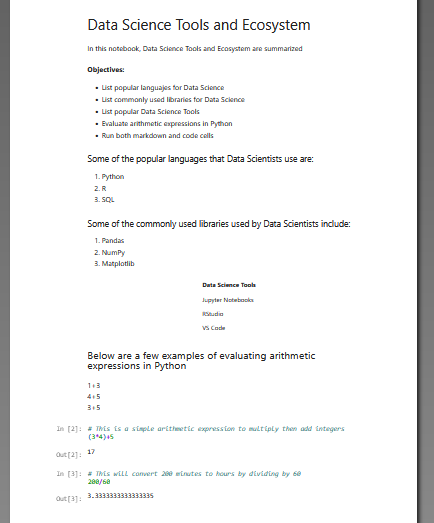 Data Science Tools and Ecosystem
In this notebook, Data Science Tools and Ecosystem are summarized
Objectives:
• List popular languajes for Data Science
• List commonly used libraries for Data Science
• List popular Data Science Tools
• Evaluate arithmetic expressions in Python
• Run both markdown and code cells
Some of the popular languages that Data Scientists use are:
1. Python
2. R
3. SQL
Some of the commonly used libraries used by Data Scientists include:
1. Pandas
2. NumPy
3. Matplotlib
Data Science Tools
Jupyter Notebooks
RStudio
VS Code
Below are a few examples of evaluating arithmetic
expressions in Python
1+3
4+5
3+5
In [2]: # This is a simple arithmetic expression to multiply then add integers
(3*4)+5
Out[2]: 17
In [3]: # This will convert 200 minutes to hours by dividing by 60
200/60
Out[3]: 3.3333333333333335